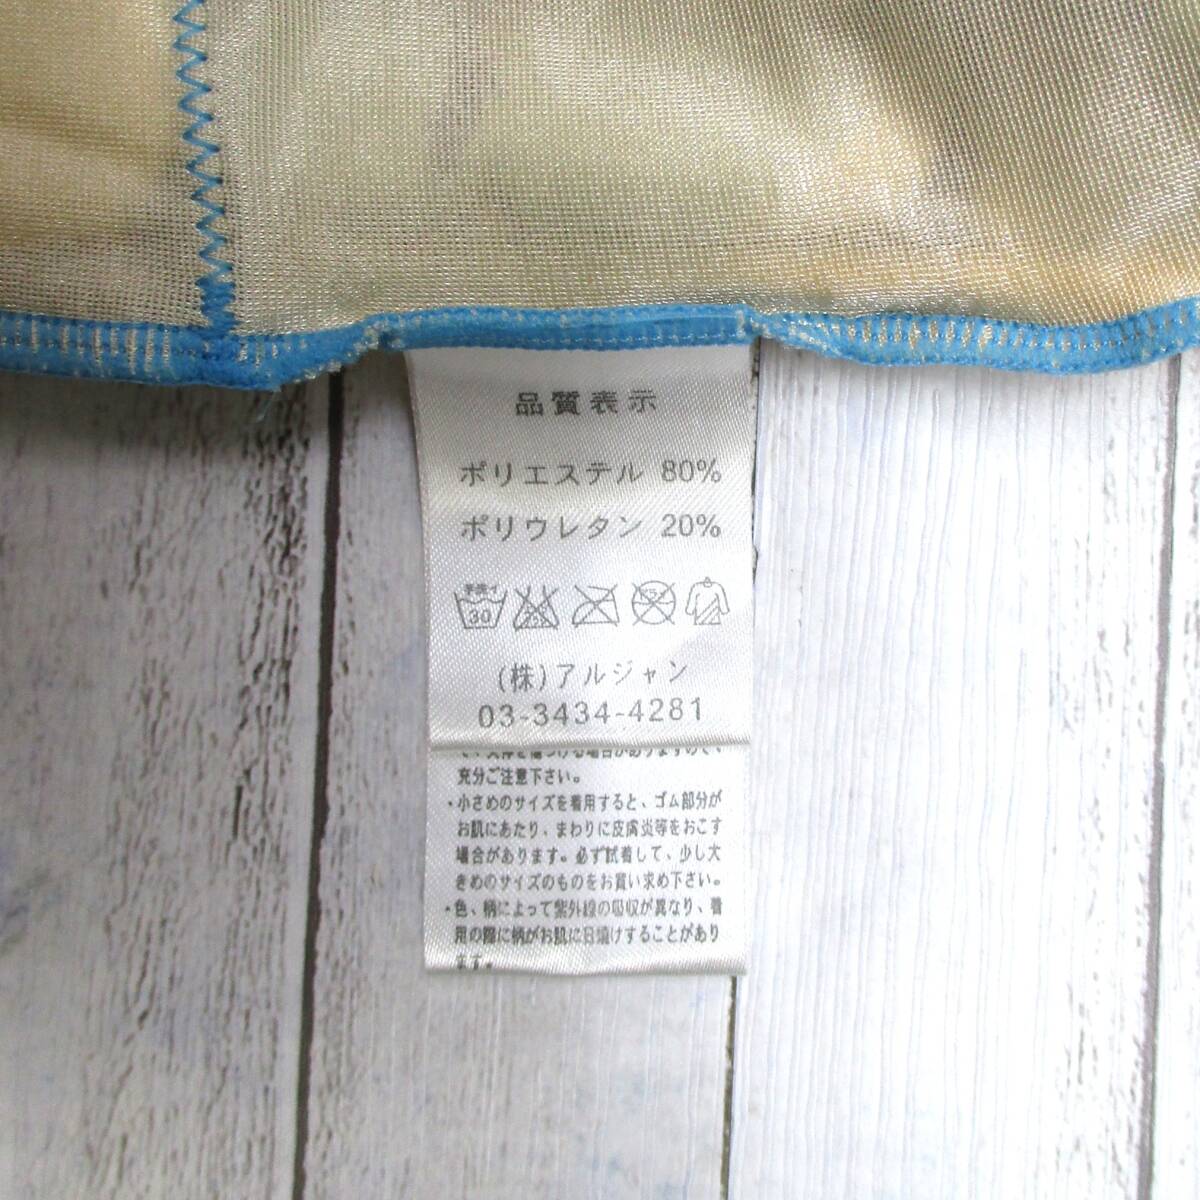 品質表示
ポリエステル 80%
ポリウレタン 20%
手洗イ
30
(株)アルジャン
03-3434-4281
充分ご注意下さい。
・小さめのサイズを着用すると、ゴム部分が
お肌にあたり、まわりに皮膚炎等をおこす
場合があります。必ず試着して、少し大
きめのサイズのものをお買い求め下さい。
・色、柄によって紫外線の吸収が異なり、着
用の際に柄がお肌に日焼けすることがあり
ます。